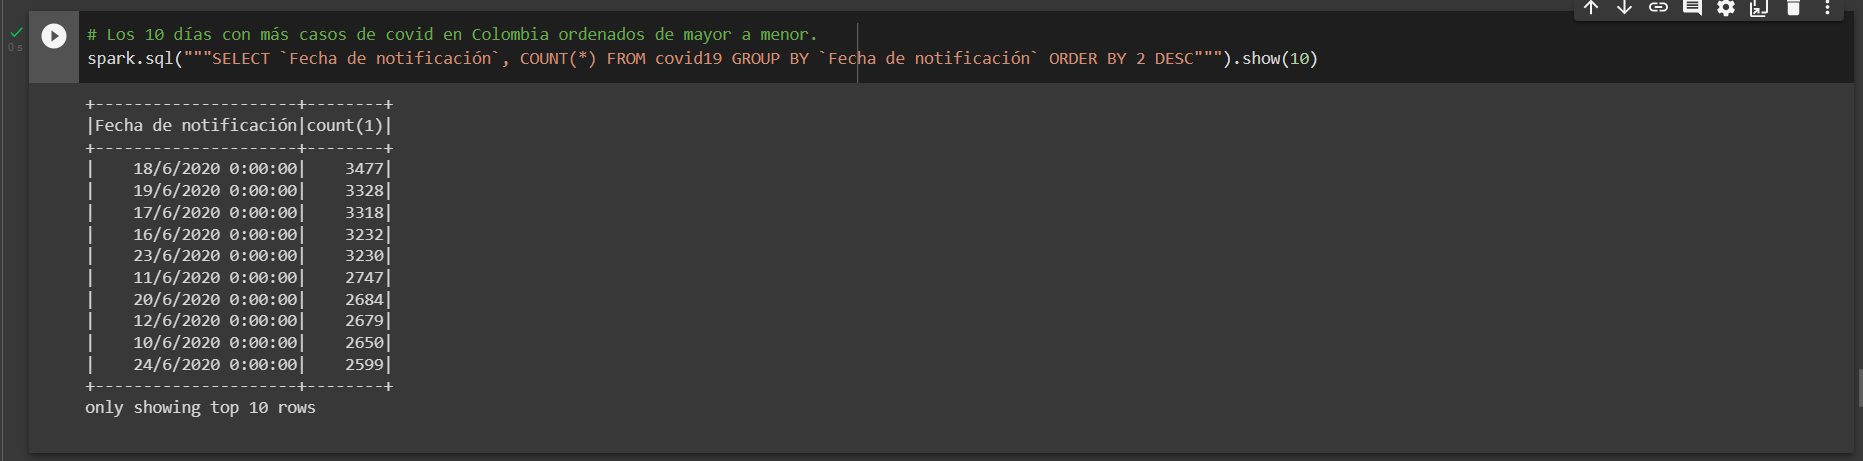 # Los 10 días con más casos de covid en Colombia ordenados de mayor a menor.
0 s
spark.sql("""SELECT `Fecha de notificación`, COUNT(*) FROM covid19 GROUP BY `Fecha de notificación` ORDER BY 2 DESC""").show(10)
+---------------------+--------+
|Fecha de notificación|count(1)|
+---------------------+--------+
|    18/6/2020 0:00:00|    3477|
|    19/6/2020 0:00:00|    3328|
|    17/6/2020 0:00:00|    3318|
|    16/6/2020 0:00:00|    3232|
|    23/6/2020 0:00:00|    3230|
|    11/6/2020 0:00:00|    2747|
|    20/6/2020 0:00:00|    2684|
|    12/6/2020 0:00:00|    2679|
|    10/6/2020 0:00:00|    2650|
|    24/6/2020 0:00:00|    2599|
+---------------------+--------+
only showing top 10 rows